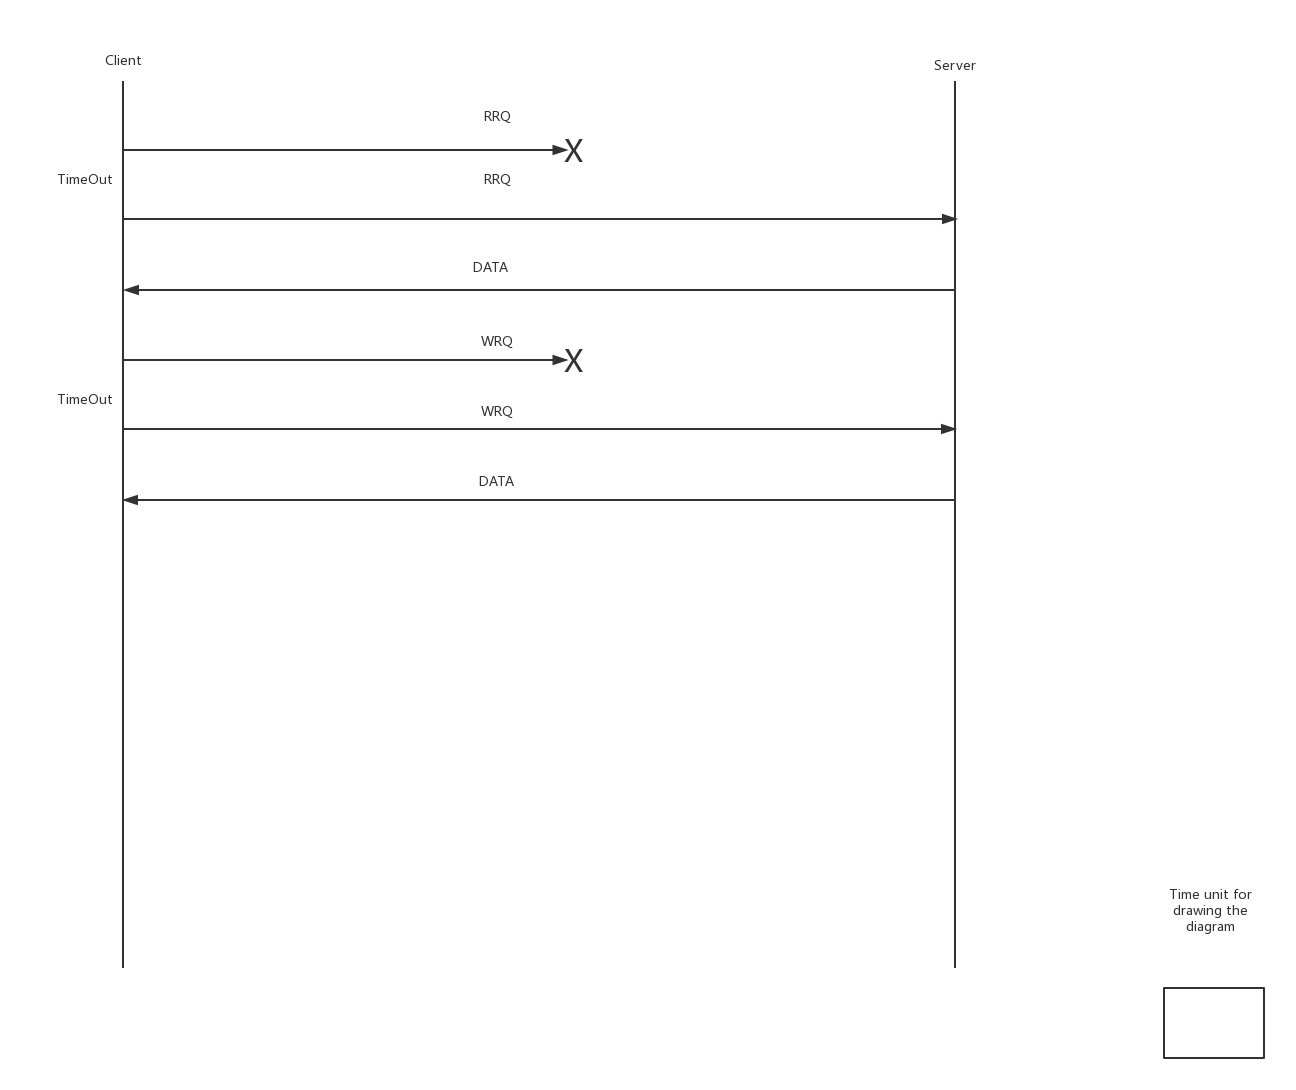 Client
Server
RRQ
X
TimeOut
RRQ
DATA
WRQ
X
TimeOut
WRQ
DATA
Time unit for
drawing the
diagram